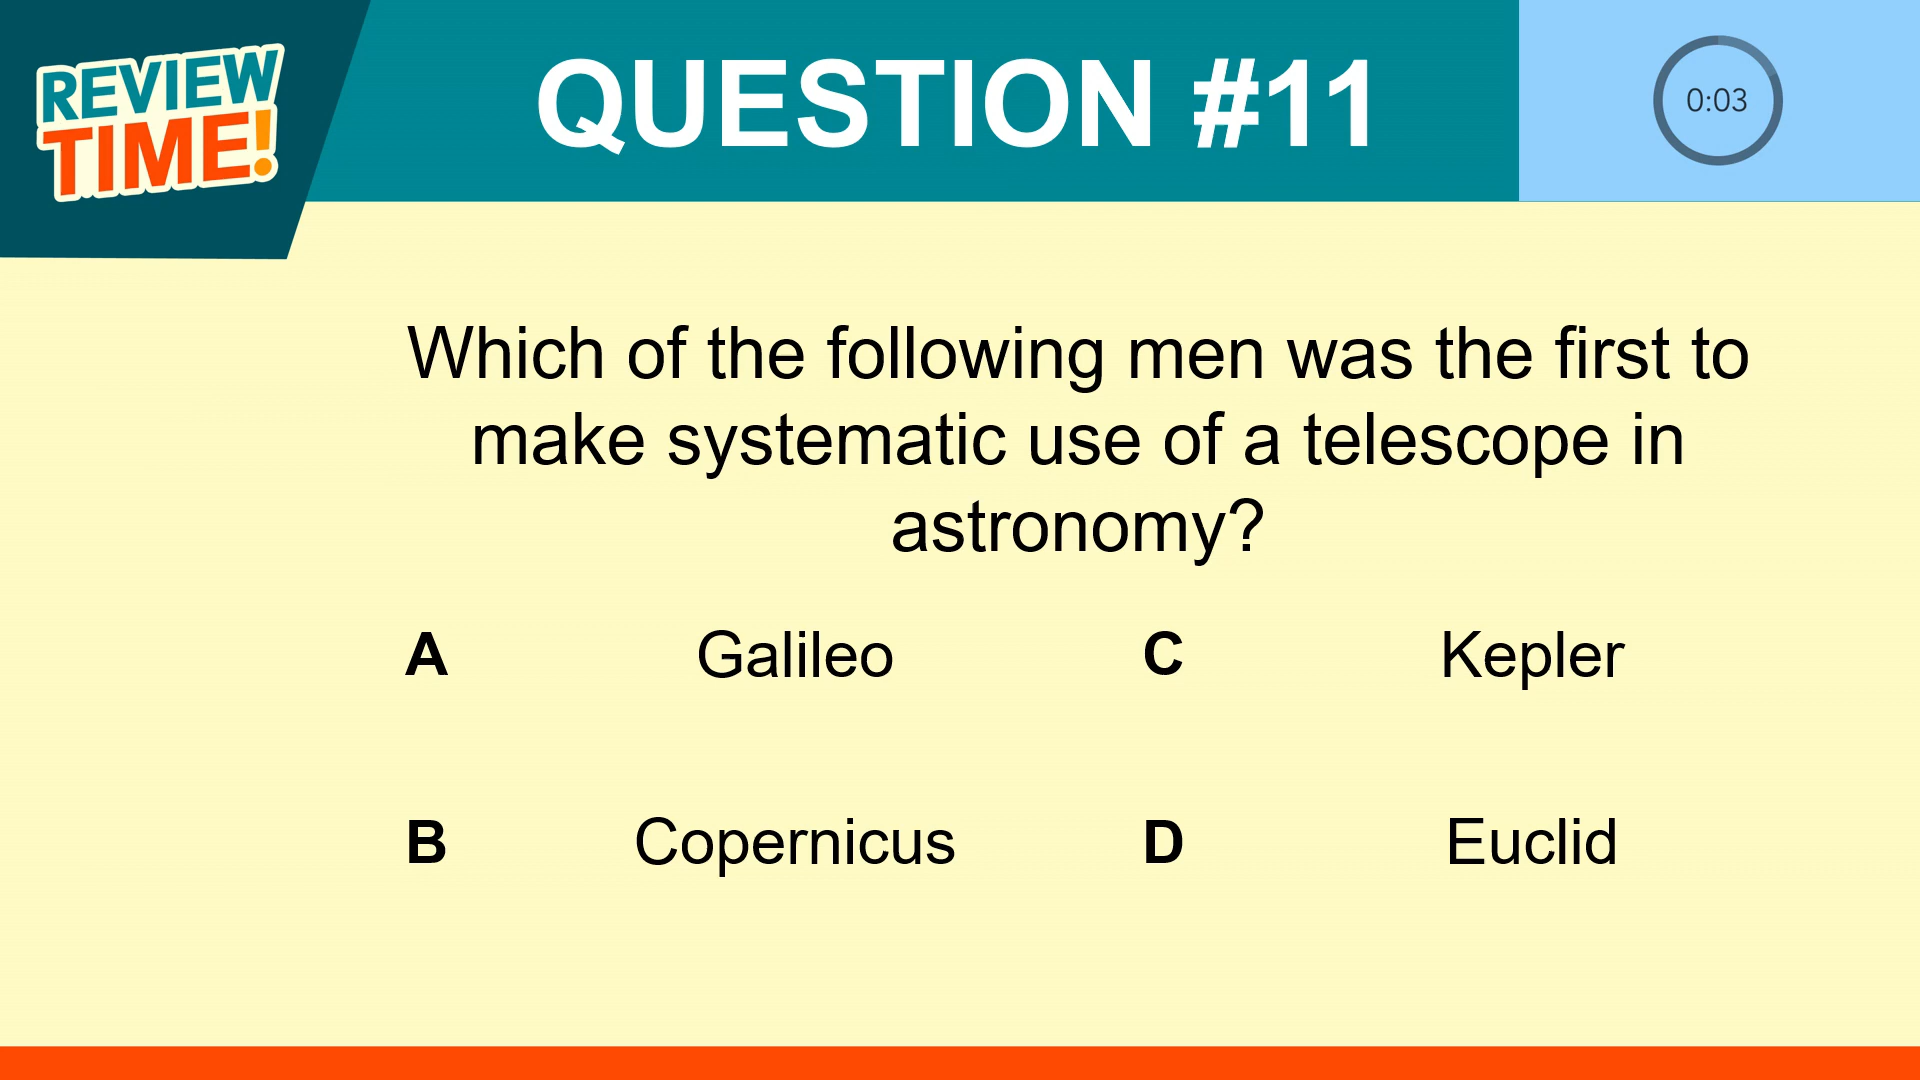 REVIEW
TIME!
QUESTION #11
0:03
Which of the following men was the first to
make systematic use of a telescope in
astronomy?
A Galileo
C Kepler
B Copernicus
D Euclid